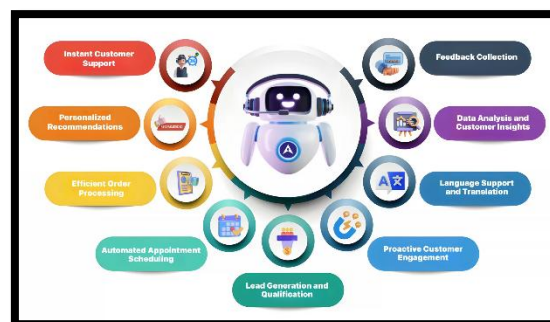 Instant Customer
Support
Personalized
Recommendations
Efficient Order
Processing
Automated Appointment
Scheduling
Lead Generation and
Qualification
Proactive Customer
Engagement
Language Support
and Translation
Data Analysis and
Customer Insights
Feedback Collection
A
A